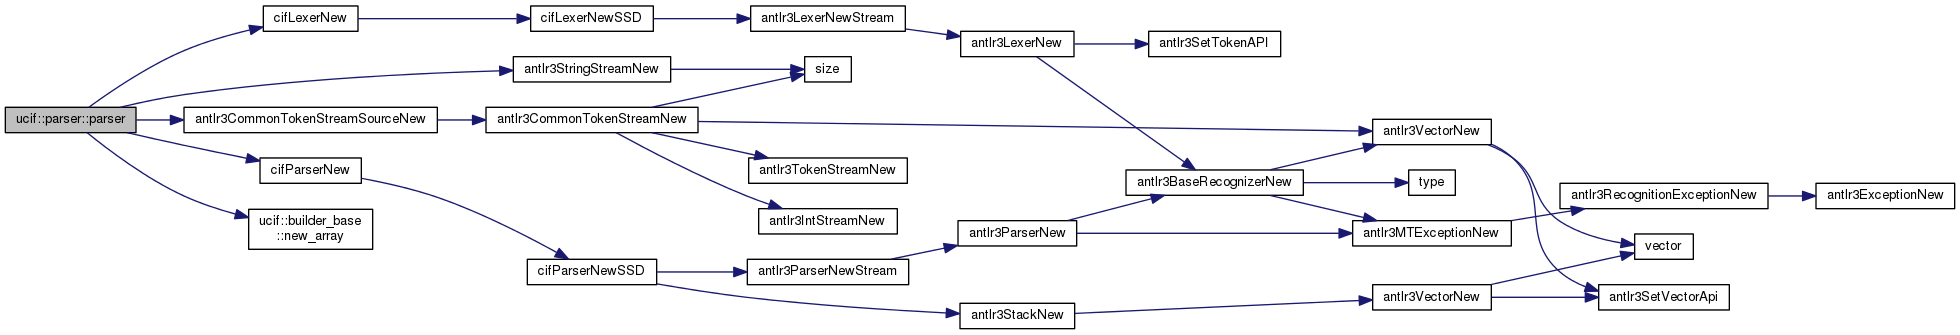 ucif::parser::parser
cifLexerNew
cifLexerNewSSD
antlr3LexerNewStream
antlr3LexerNew
antlr3SetTokenAPI
antlr3StringStreamNew
size
antlr3CommonTokenStreamSourceNew
antlr3CommonTokenStreamNew
antlr3VectorNew
cifParserNew
antlr3TokenStreamNew
antlr3BaseRecognizerNew
type
antlr3RecognitionExceptionNew
antlr3ExceptionNew
ucif::builder_base
::new_array
antlr3IntStreamNew
antlr3ParserNew
antlr3MTExceptionNew
vector
cifParserNewSSD
antlr3ParserNewStream
antlr3VectorNew
antlr3SetVectorApi
antlr3StackNew